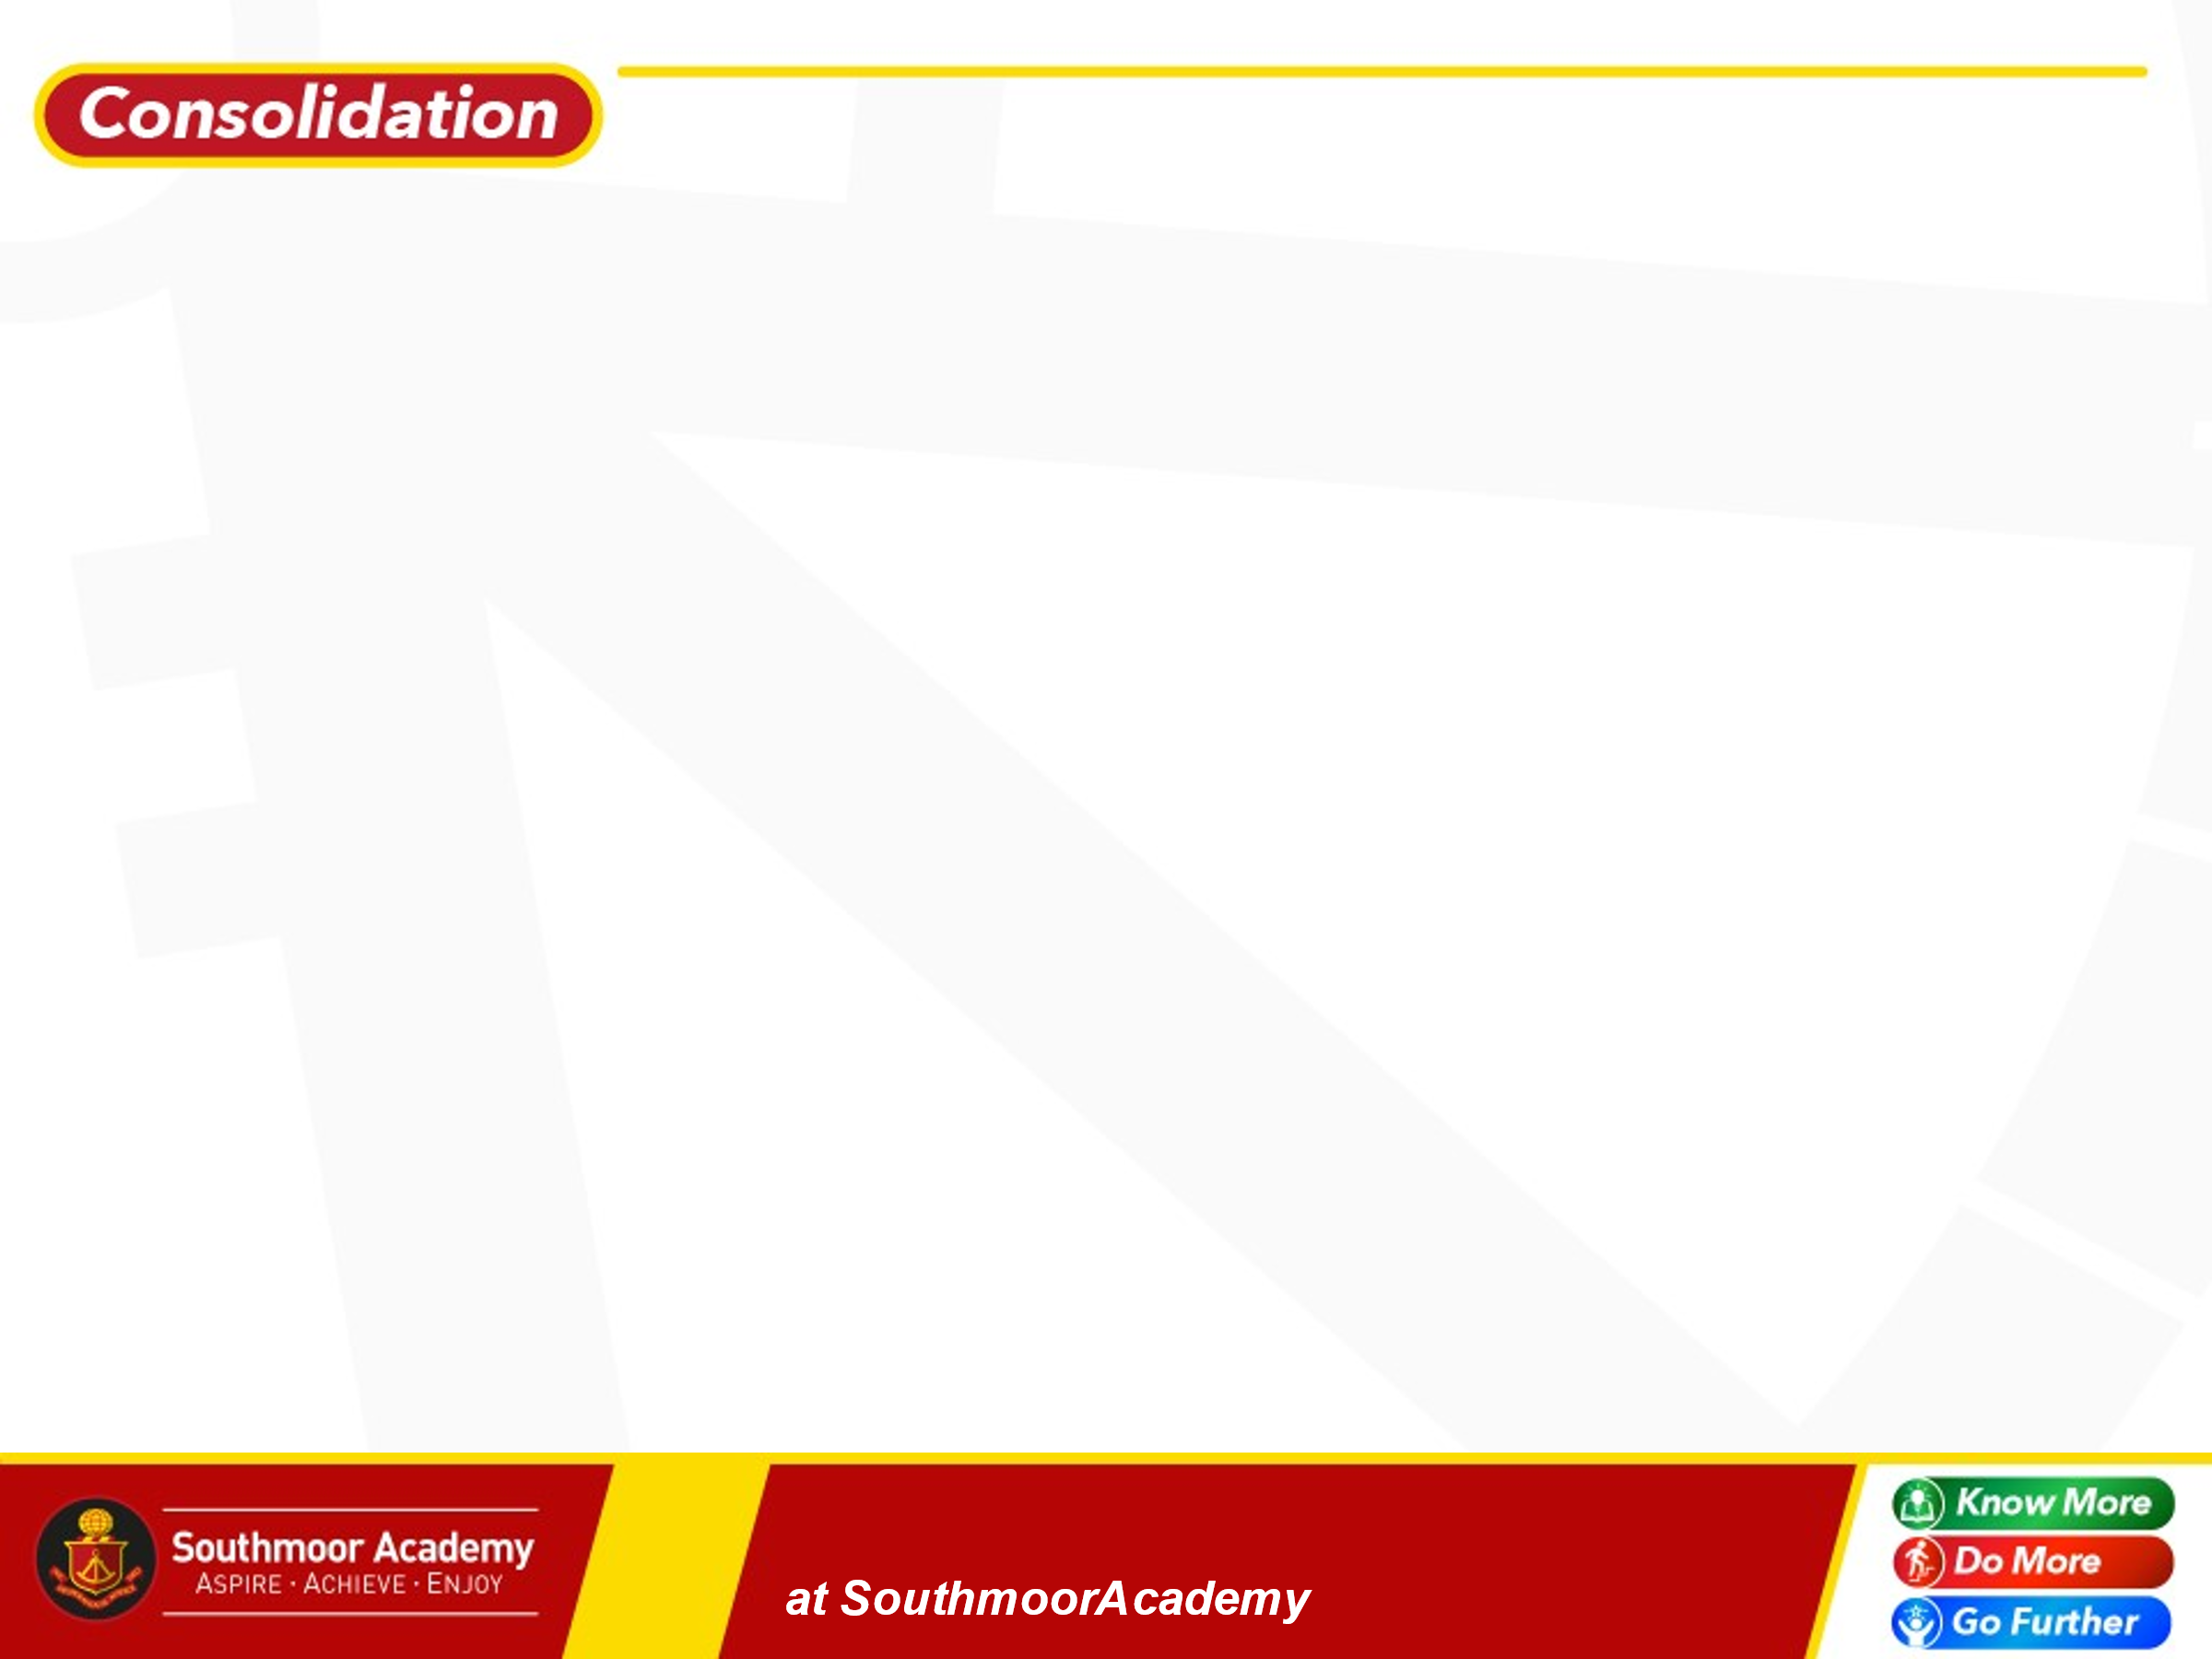 Consolidation
Southmoor Academy
ASPIRE · ACHIEVE · ENJOY
at SouthmoorAcademy
Know More
Do More
Go Further